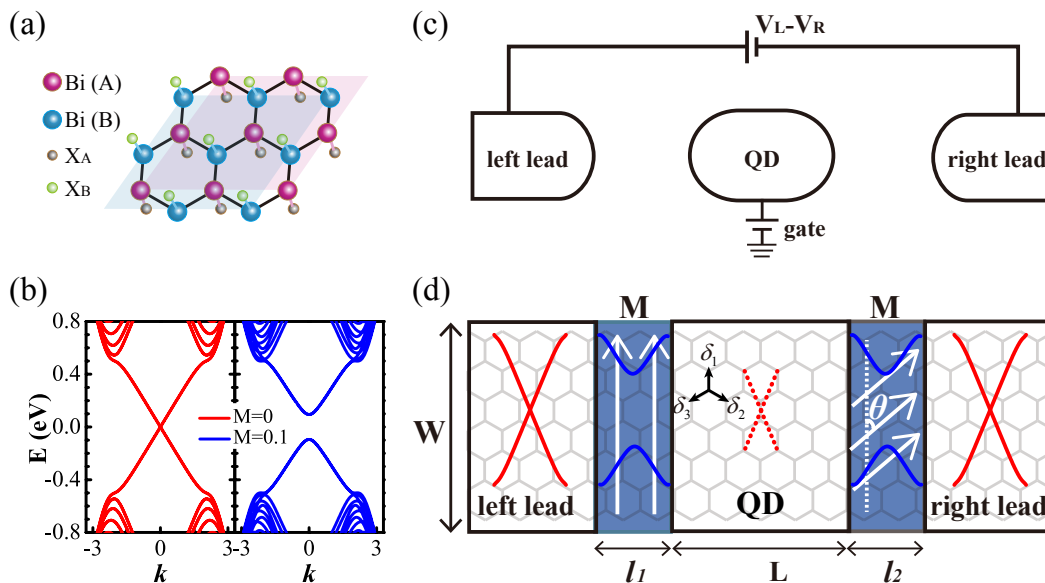 (a)
Bi (A)
Bi (B)
XA
XB
(b)
E (eV)
0.8
0.4
0.0
-0.4
-0.8
M=0
M=0.1
-3 0 3 -3 0 3
k k
(c)
VL-VR
left lead
QD
right lead
gate
(d)
M M
W
δ1
δ2
δ3
θ
left lead
QD
right lead
l1 L l2